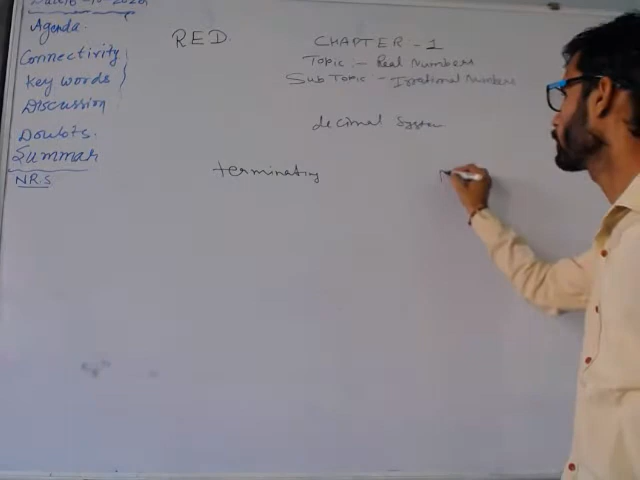 Agenda.
Connectivity
Key words
Discussion
Doubts.
Summar
N.R.S
RED.
CHAPTER - 1
Topic :- Real Numbers
Sub Topic :- Irrational Numbers
decimal System
terminating